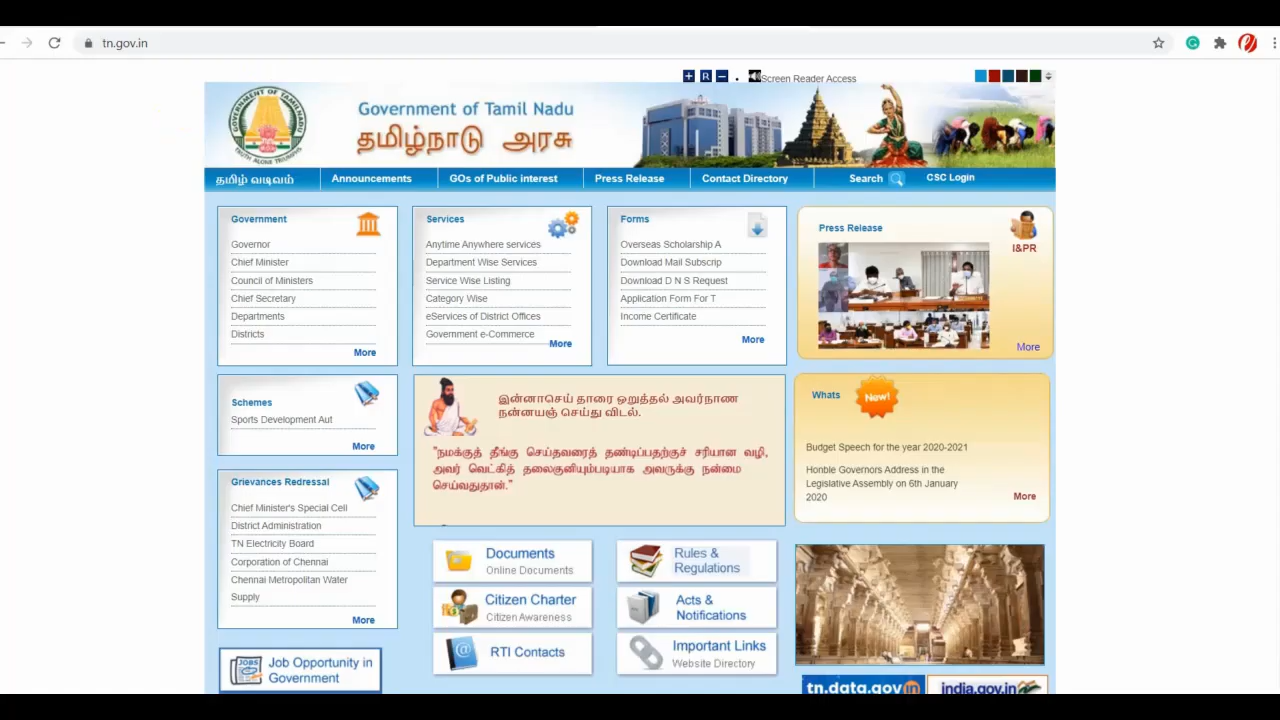 tn.gov.in
+ R − • Screen Reader Access
GOVERNMENT OF TAMIL NADU
Government of Tamil Nadu
தமிழ்நாடு அரசு
தமிழ் வடிவம்
Announcements
GOs of Public interest
Press Release
Contact Directory
Search
CSC Login
Government
Governor
Chief Minister
Council of Ministers
Chief Secretary
Departments
Districts
More
Services
Anytime Anywhere services
Department Wise Services
Service Wise Listing
Category Wise
eServices of District Offices
Government e-Commerce
More
Forms
Overseas Scholarship A
Download Mail Subscrip
Download D N S Request
Application Form For T
Income Certificate
More
Press Release
I&PR
More
Schemes
Sports Development Aut
More
இன்னாசெய் தாரை ஒறுத்தல் அவர்நாண
நன்னயஞ் செய்து விடல்.
"நமக்குத் தீங்கு செய்தவரைத் தண்டிப்பதற்குச் சரியான வழி,
அவர் வெட்கித் தலைகுனியும்படியாக அவருக்கு நன்மை
செய்வதுதான்."
Whats
New!
Budget Speech for the year 2020-2021
Honble Governors Address in the
Legislative Assembly on 6th January
2020
More
Grievances Redressal
Chief Minister's Special Cell
District Administration
TN Electricity Board
Corporation of Chennai
Chennai Metropolitan Water
Supply
More
Documents
Online Documents
Rules &
Regulations
Citizen Charter
Citizen Awareness
Acts &
Notifications
RTI Contacts
Important Links
Website Directory
JOBS
Job Opportunity in
Government
tn.data.gov.in
india.gov.in